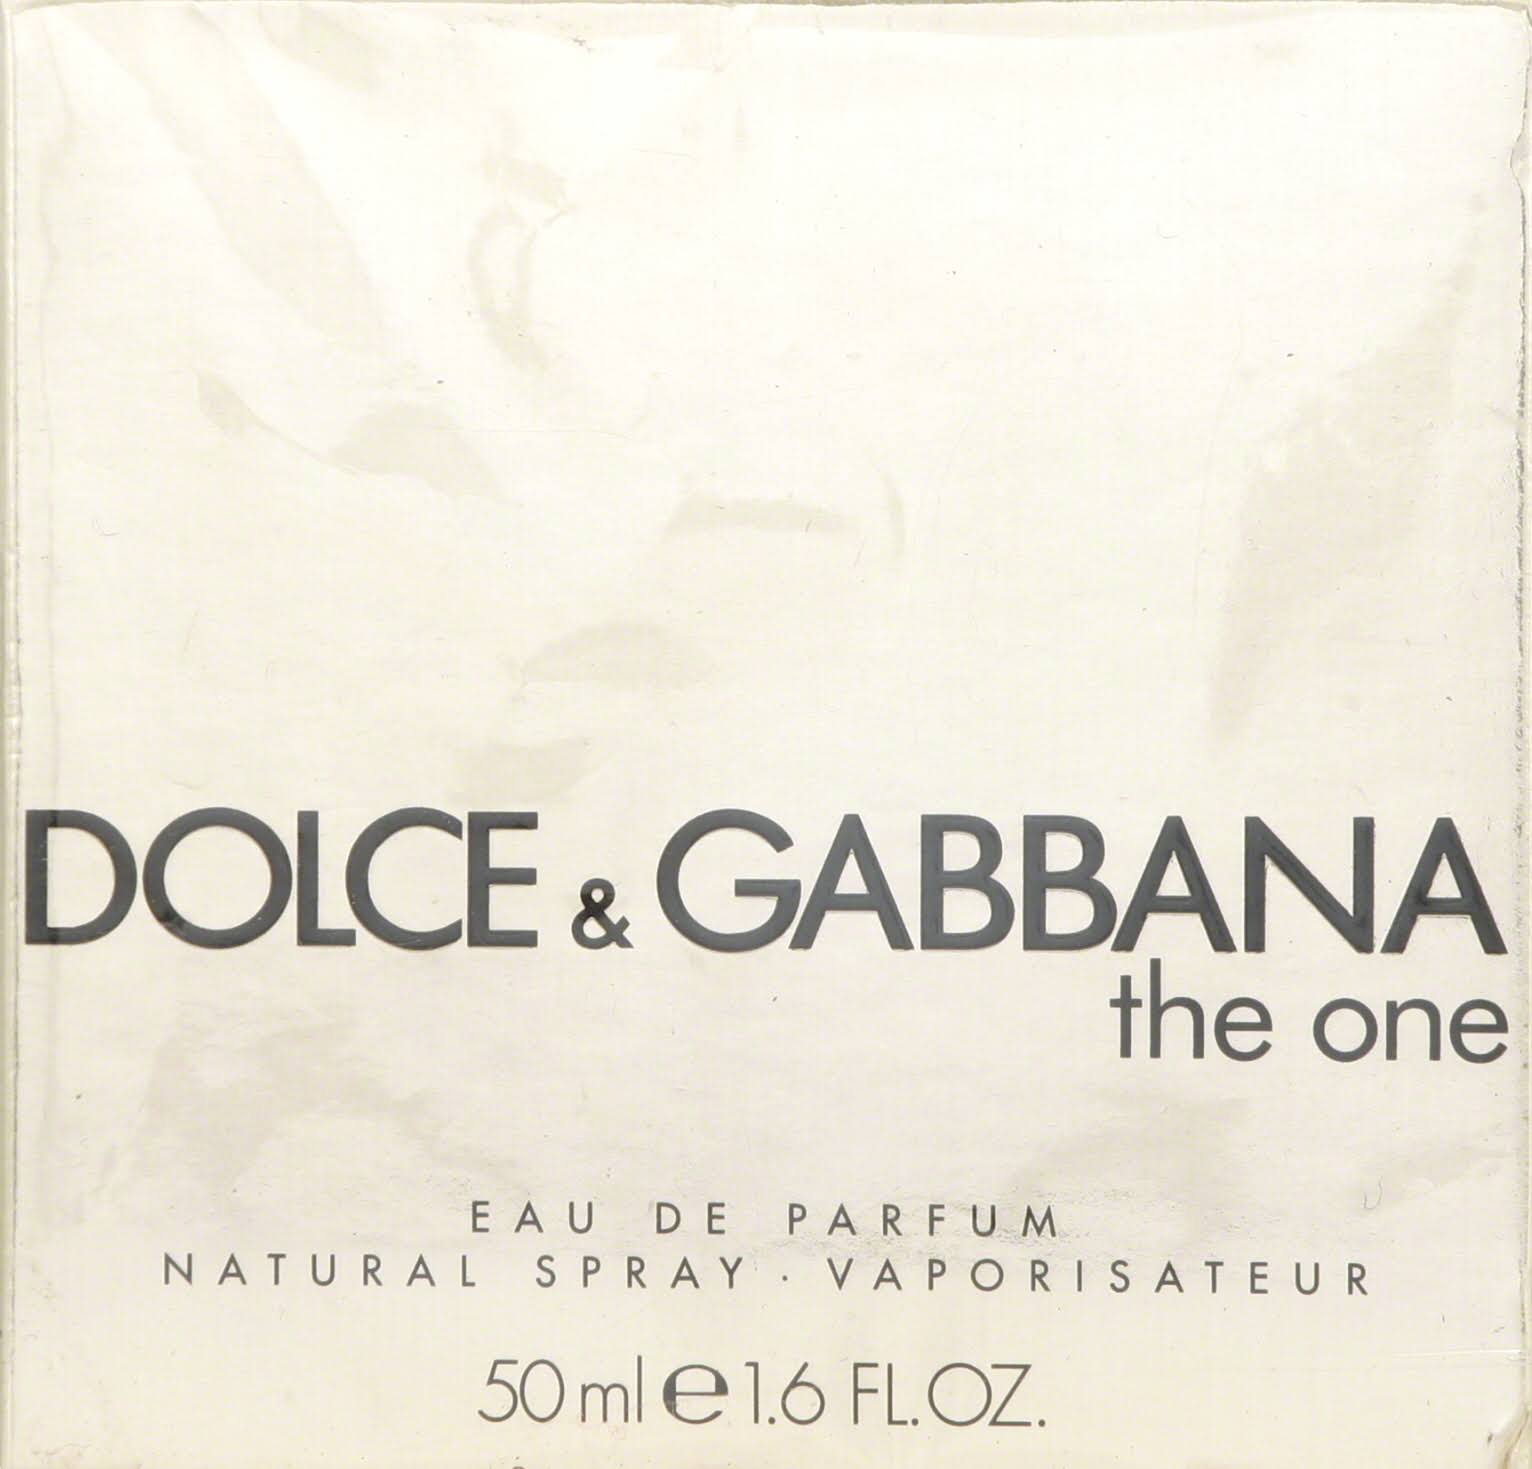 DOLCE & GABBANA
the one
EAU DE PARFUM
NATURAL SPRAY · VAPORISATEUR
50 ml ℮ 1.6 FL.OZ.